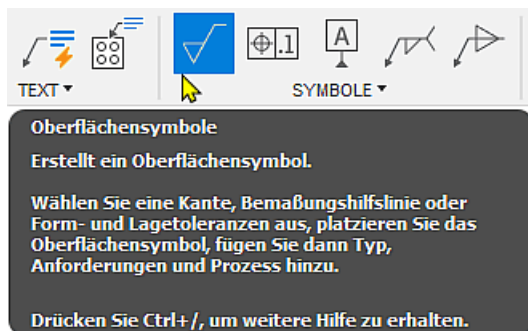 .1 A
TEXT ▼ SYMBOLE ▼
Oberflächensymbole
Erstellt ein Oberflächensymbol.
Wählen Sie eine Kante, Bemaßungshilfslinie oder
Form- und Lagetoleranzen aus, platzieren Sie das
Oberflächensymbol, fügen Sie dann Typ,
Anforderungen und Prozess hinzu.
Drücken Sie Ctrl+/, um weitere Hilfe zu erhalten.